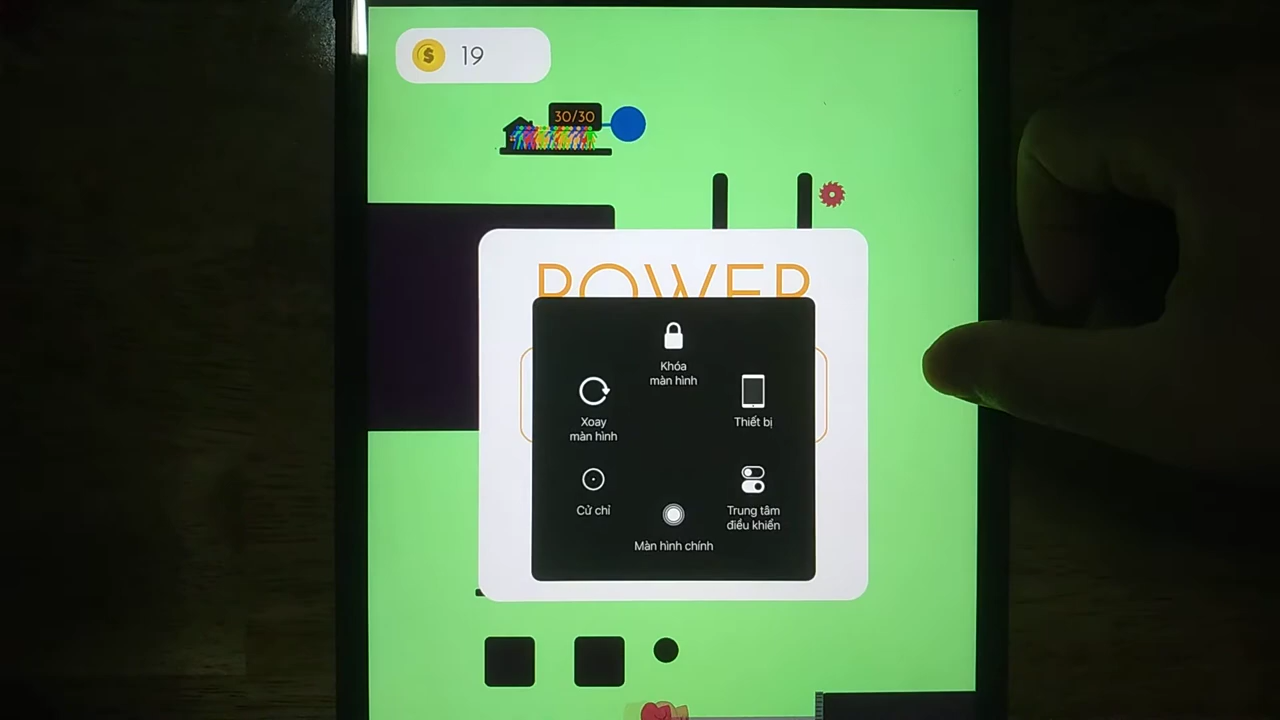 19
30/30
POWER
Khóa
màn hình
Xoay
màn hình
Thiết bị
Cử chỉ
Trung tâm
điều khiển
Màn hình chính